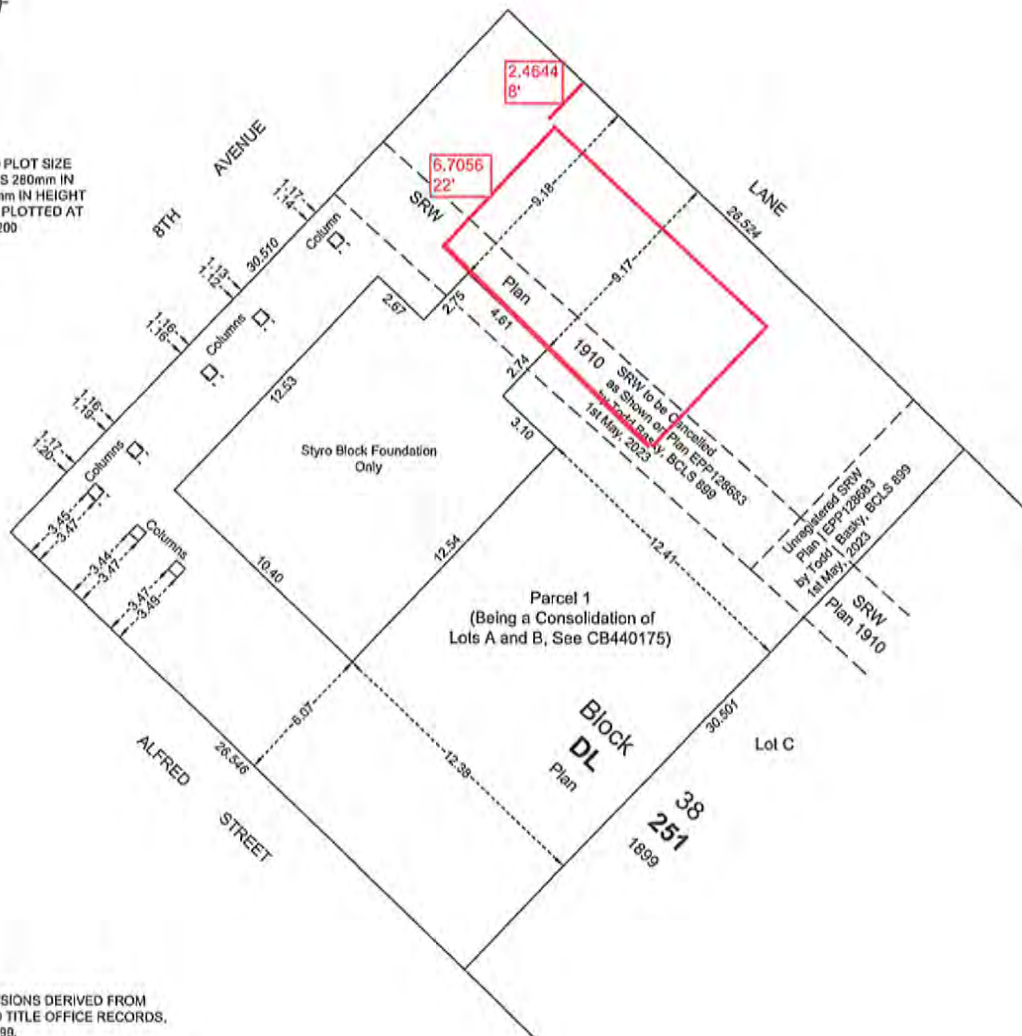 2.4644
8'
PLOT SIZE
S 280mm IN
mm IN HEIGHT
PLOTTED AT
200
8TH AVENUE
6.7056
22'
SRW
LANE
26.524
9.18
9.17
1.17
1.14
Column
30.510
1.13
1.12
Columns
1.16
1.16
1.16
1.19
1.17
1.20
Columns
3.45
3.47
3.44
3.47
Columns
3.47
3.49
2.67
2.75
4.61
Plan
1910
2.74
3.10
12.53
Styro Block Foundation
Only
SRW to be Cancelled
as Shown on Plan EPP128683
by Todd Basky, BCLS 899
1st May, 2023
Unregistered SRW
Plan EPP128683
by Todd Basky, BCLS 899
1st May, 2023
SRW
Plan 1910
12.54
10.40
12.41
Parcel 1
(Being a Consolidation of
Lots A and B, See CB440175)
6.07
12.38
Block
DL
Plan
38
251
1899
30.501
Lot C
26.546
ALFRED STREET
SIONS DERIVED FROM
TITLE OFFICE RECORDS,
99.